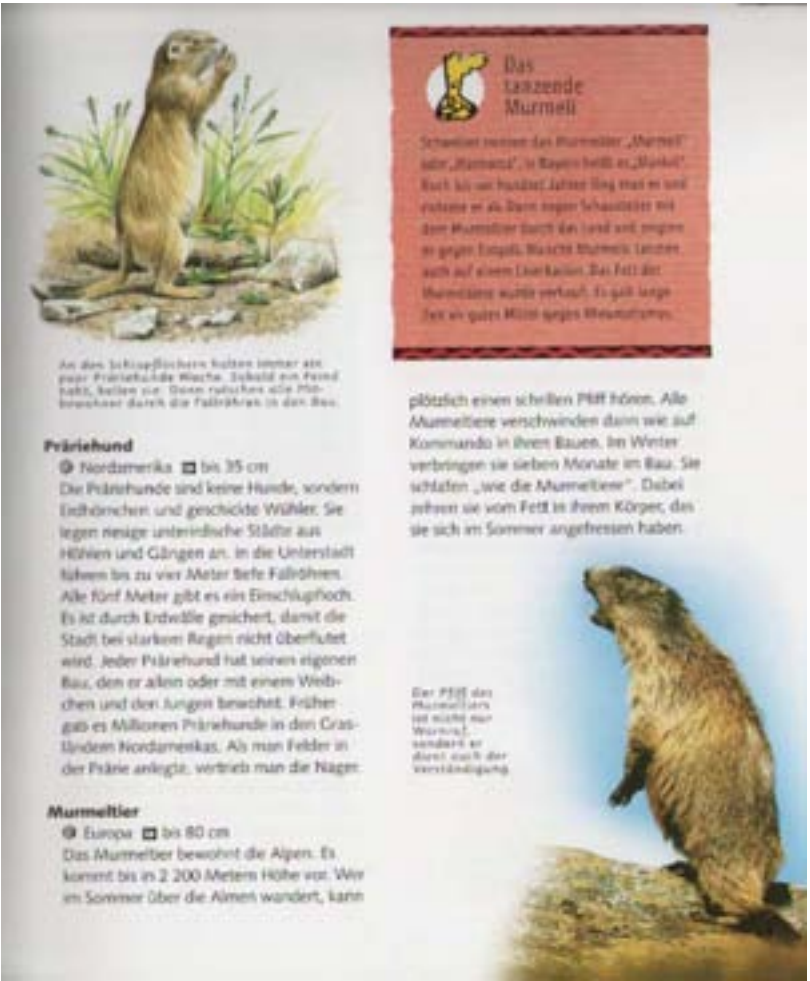 An den Schlupflöchern halten immer ein
paar Präriehunde Wache. Sobald ein Feind
naht, bellen sie. Dann rutschen alle
bewohner durch die Fallröhren in den Bau.
Präriehund
Nordamerika bis 35 cm
Die Präriehunde sind keine Hunde, sondern
Erdhörnchen und geschickte Wühler. Sie
legen riesige unterirdische Städte aus
Höhlen und Gängen an. In die Unterstadt
führen bis zu vier Meter tiefe Fallröhren.
Alle fünf Meter gibt es ein Einschlupfloch.
Es ist durch Erdwälle gesichert, damit die
Stadt bei starkem Regen nicht überflutet
wird. Jeder Präriehund hat seinen eigenen
Bau, den er allein oder mit einem Weib-
chen und den Jungen bewohnt. Früher
gab es Millionen Präriehunde in den Gras-
ländern Nordamerikas. Als man Felder in
der Prärie anlegte, vertrieb man die Nager.
Murmeltier
Europa bis 80 cm
Das Murmeltier bewohnt die Alpen. Es
kommt bis in 2 200 Metern Höhe vor. Wer
im Sommer über die Almen wandert, kann
Das
tanzende
Murmeli
Schweizer nennen das Murmeltier „Murmeli"
oder in Bayern heißt es
Noch bis vor hundert Jahren fing man es und
zähmte es als Dann zogen Schausteller mit
dem Murmeltier durch das Land und zeigten
es gegen Entgelt. Manche Murmelis tanzten
auch auf einem Leierkasten. Das Fett der
Murmeltiere wurde verkauft. Es galt lange
Zeit als gutes Mittel gegen Rheumatismus.
plötzlich einen schrillen Pfiff hören. Alle
Murmeltiere verschwinden dann wie auf
Kommando in ihren Bauen. Im Winter
verbringen sie sieben Monate im Bau. Sie
schlafen „wie die Murmeltiere". Dabei
zehren sie vom Fett in ihrem Körper, das
sie sich im Sommer angefressen haben.
Der Pfiff des
Murmeltiers
ist nicht nur
Warnruf,
sondern er
dient auch der
Verständigung.